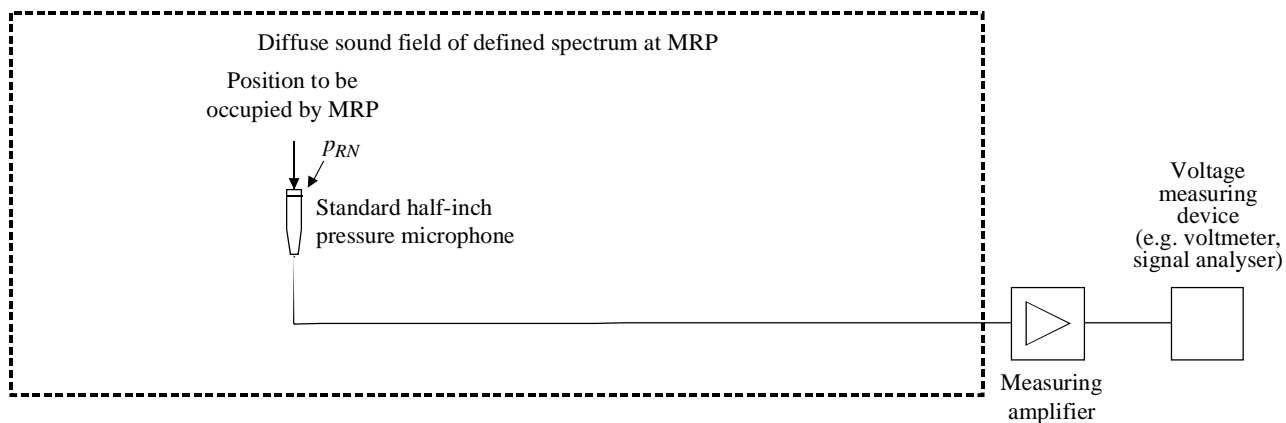 Diffuse sound field of defined spectrum at MRP
Position to be
occupied by MRP
pRN
Standard half-inch
pressure microphone
Voltage
measuring
device
(e.g. voltmeter,
signal analyser)
Measuring
amplifier